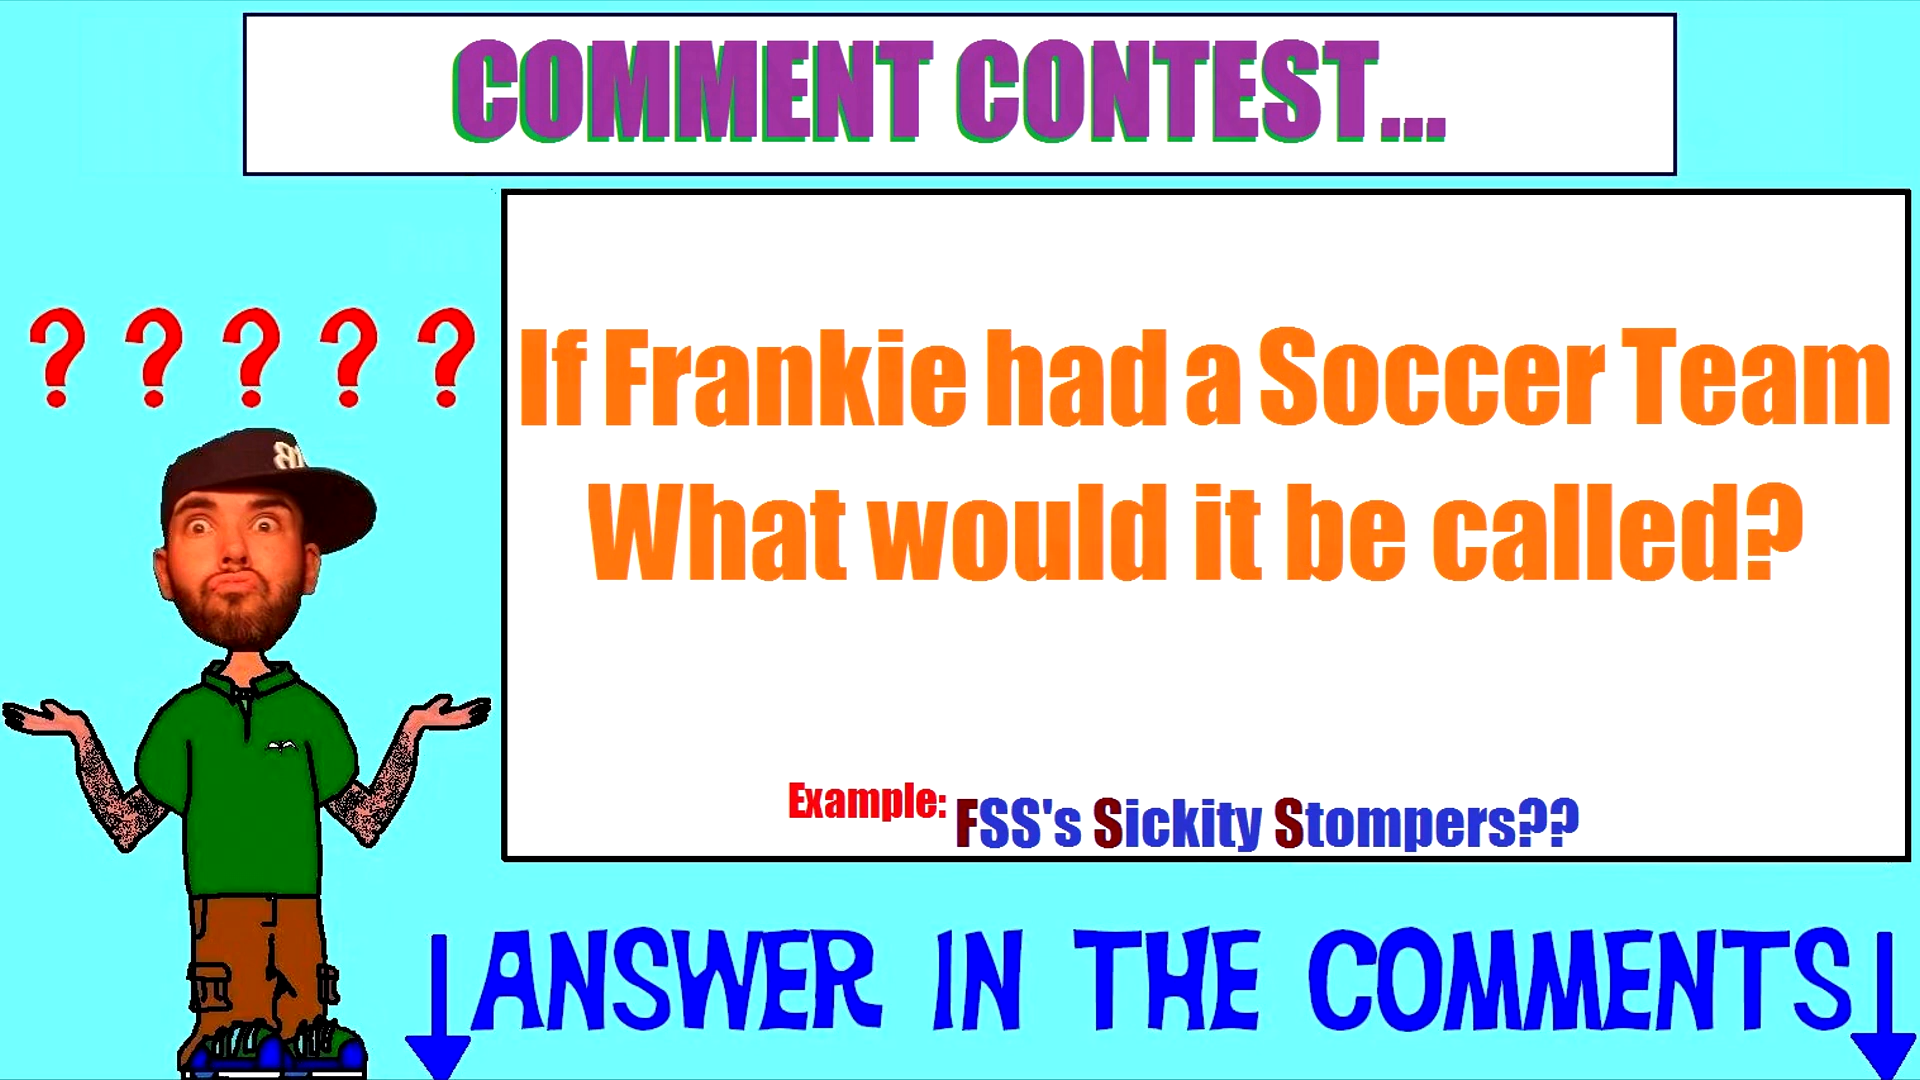 COMMENT CONTEST...
? ? ? ? ?
If Frankie had a Soccer Team
What would it be called?
Example: FSS's Sickity Stompers??
ANSWER IN THE COMMENTS